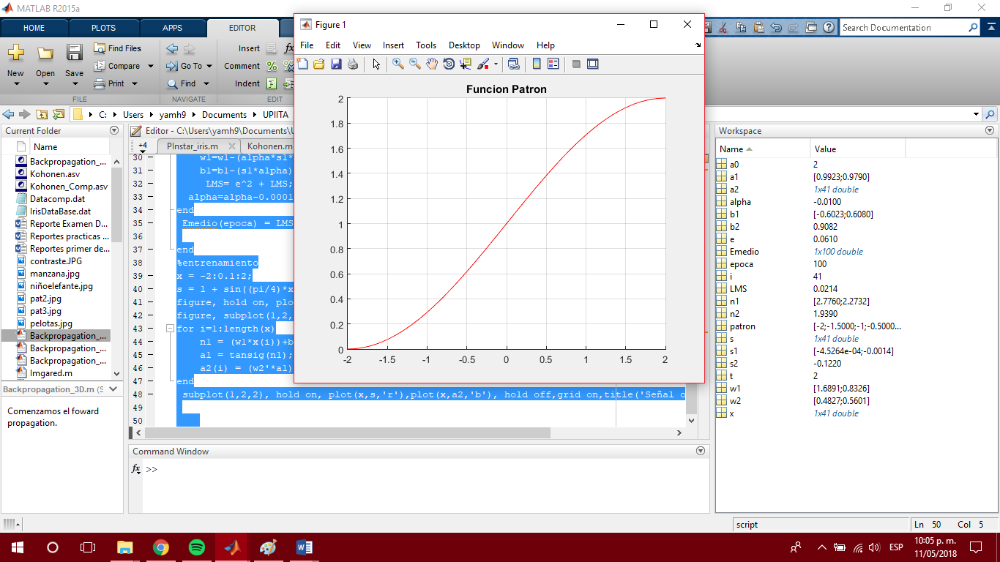 MATLAB R2015a
HOME PLOTS APPS EDITOR
Search Documentation
New Open Save
Find Files
Compare
Print
FILE
Go To
Find
NAVIGATE
Insert
Comment
Indent
EDIT
C: Users yamh9 Documents UPIITA
Current Folder
Name
Backpropagation_...
Kohonen.asv
Kohonen_Comp.asv
Datacomp.dat
IrisDataBase.dat
Reporte Examen D...
Reportes practicas ...
Reportes primer de...
contraste.JPG
manzana.jpg
niñoelefante.jpg
pat2.jpg
pat3.jpg
pelotas.jpg
Backpropagation_...
Backpropagation_...
Backpropagation_...
Imgared.m
Backpropagation_3D.m (S
Comenzamos el foward
propagation.
Editor - C:\Users\yamh9\Documents\U
+4 PInstar_iris.m Kohonen.m
30 w1=w1-(alpha*s1*
31 b1=b1-(s1*alpha)
32 LMS= e^2 + LMS;
33 alpha=alpha-0.0001
34 end
35 Emedio(epoca) = LMS
36
37 end
38 %entrenamiento
39 x = -2:0.1:2;
40 s = 1 + sin((pi/4)*x
41 figure, hold on, plo
42 figure, subplot(1,2,
43 for i=1:length(x)
44 n1 = (w1*x(i))+b
45 a1 = tansig(n1);
46 a2(i) = (w2'*a1)
47 end
48 subplot(1,2,2), hold on, plot(x,s,'r'),plot(x,a2,'b'), hold off,grid on,title('Señal o
49
50
Figure 1
File Edit View Insert Tools Desktop Window Help
Funcion Patron
2
1.8
1.6
1.4
1.2
1
0.8
0.6
0.4
0.2
0
-2 -1.5 -1 -0.5 0 0.5 1 1.5 2
Command Window
fx >>
Workspace
Name Value
a0 2
a1 [0.9923;0.9790]
a2 1x41 double
alpha -0.0100
b1 [-0.6023;0.6080]
b2 0.9082
e 0.0610
Emedio 1x100 double
epoca 100
i 41
LMS 0.0214
n1 [2.7760;2.2732]
n2 1.9390
patron [-2;-1.5000;-1;-0.5000...
s 1x41 double
s1 [-4.5264e-04;-0.0014]
s2 -0.1220
t 2
w1 [1.6891;0.8326]
w2 [0.4827;0.5601]
x 1x41 double
script Ln 50 Col 5
ESP
10:05 p. m.
11/05/2018